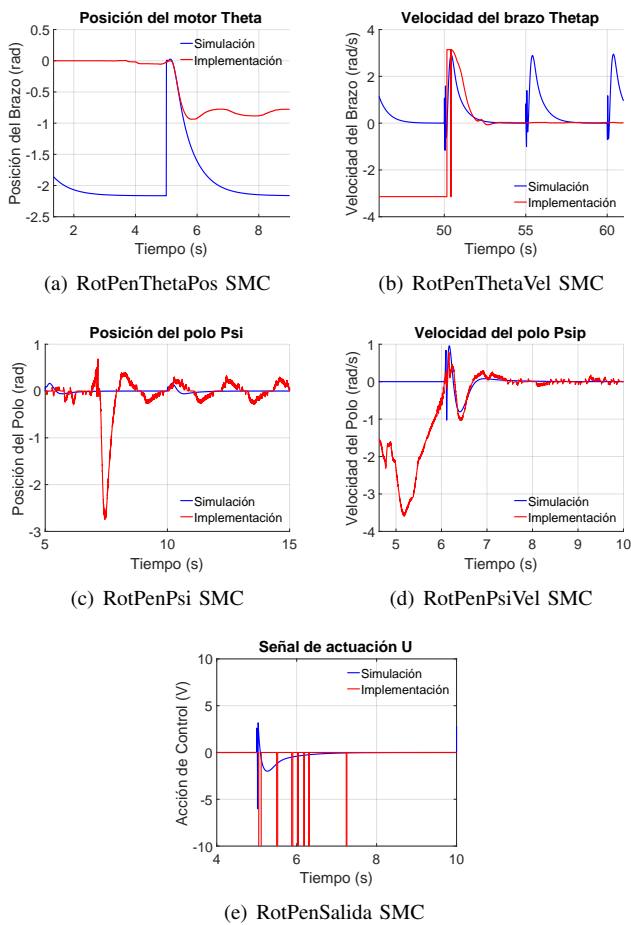 Posición del motor Theta
Posición del Brazo (rad)
0.5
0
-0.5
-1
-1.5
-2
-2.5
Simulación
Implementación
2
4
6
8
Tiempo (s)
(a) RotPenThetaPos SMC
Velocidad del brazo Thetap
Velocidad del Brazo (rad/s)
4
2
0
-2
-4
Simulación
Implementación
50
55
60
Tiempo (s)
(b) RotPenThetaVel SMC
Posición del polo Psi
Posición del Polo (rad)
1
0
-1
-2
-3
Simulación
Implementación
5
10
15
Tiempo (s)
(c) RotPenPsi SMC
Velocidad del polo Psip
Velocidad del Polo (rad/s)
1
0
-1
-2
-3
-4
Simulación
Implementación
5
6
7
8
9
10
Tiempo (s)
(d) RotPenPsiVel SMC
Señal de actuación U
Acción de Control (V)
10
5
0
-5
-10
Simulación
Implementación
4
6
8
10
Tiempo (s)
(e) RotPenSalida SMC